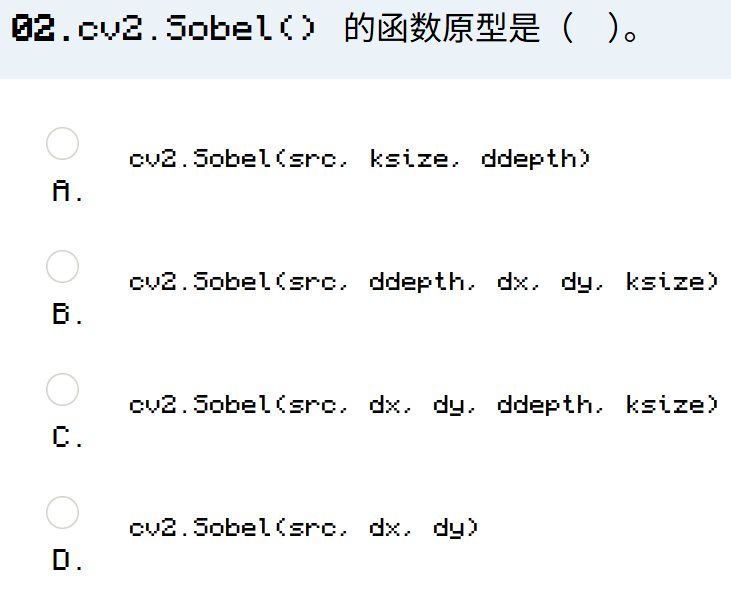 02.cv2.Sobel() 的函数原型是（ ）。
cv2.Sobel(src, ksize, ddepth)
A.
cv2.Sobel(src, ddepth, dx, dy, ksize)
B.
cv2.Sobel(src, dx, dy, ddepth, ksize)
C.
cv2.Sobel(src, dx, dy)
D.